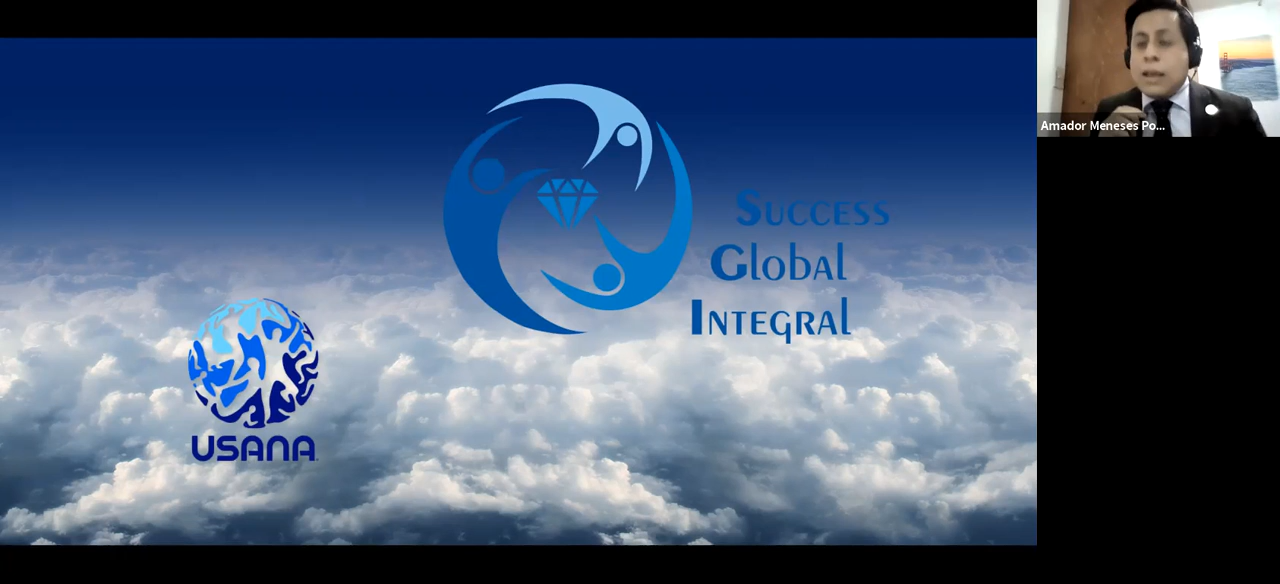 Amador Meneses Po...
Success
Global
Integral
USANA